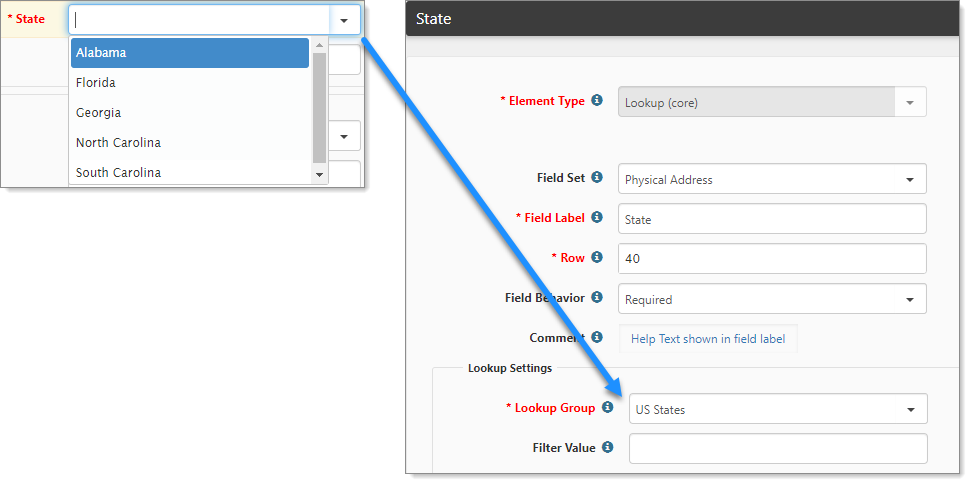 * State
Alabama
Florida
Georgia
North Carolina
South Carolina
State
* Element Type
Lookup (core)
Field Set
Physical Address
* Field Label
State
* Row
40
Field Behavior
Required
Comment
Help Text shown in field label
Lookup Settings
* Lookup Group
US States
Filter Value